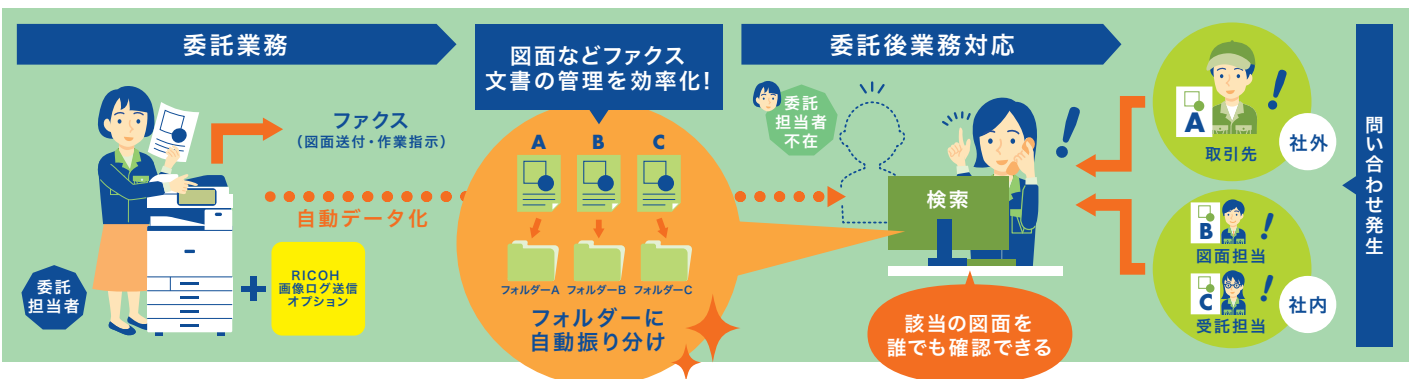 委託業務
ファクス
（図面送付・作業指示）
自動データ化
委託
担当者
RICOH
画像ログ送信
オプション
図面などファクス
文書の管理を効率化！
A
B
C
フォルダーA
フォルダーB
フォルダーC
フォルダーに
自動振り分け
委託後業務対応
委託
担当者
不在
検索
該当の図面を
誰でも確認できる
A
取引先
社外
B
図面担当
C
受託担当
社内
問い合わせ発生